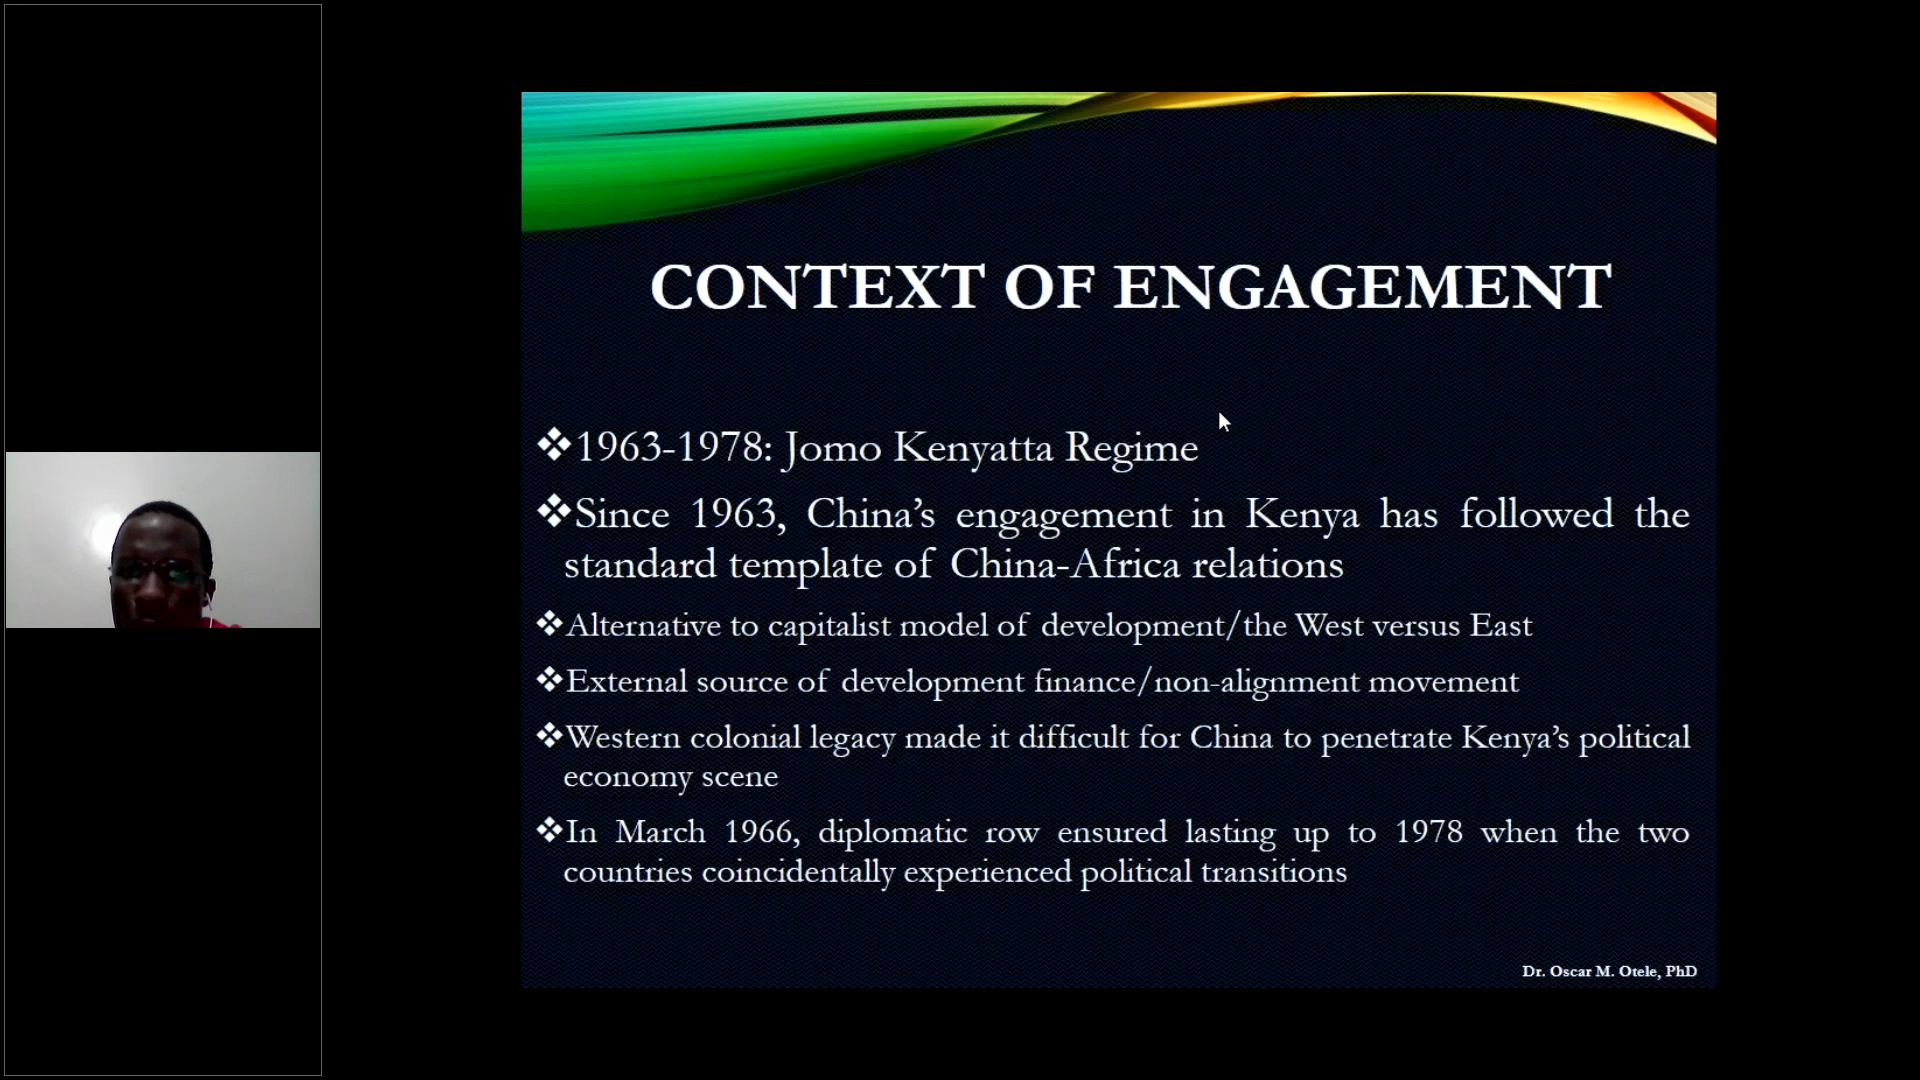 CONTEXT OF ENGAGEMENT
❖1963-1978: Jomo Kenyatta Regime
❖Since 1963, China’s engagement in Kenya has followed the
standard template of China-Africa relations
❖Alternative to capitalist model of development/the West versus East
❖External source of development finance/non-alignment movement
❖Western colonial legacy made it difficult for China to penetrate Kenya’s political
economy scene
❖In March 1966, diplomatic row ensured lasting up to 1978 when the two
countries coincidentally experienced political transitions
Dr. Oscar M. Otele, PhD